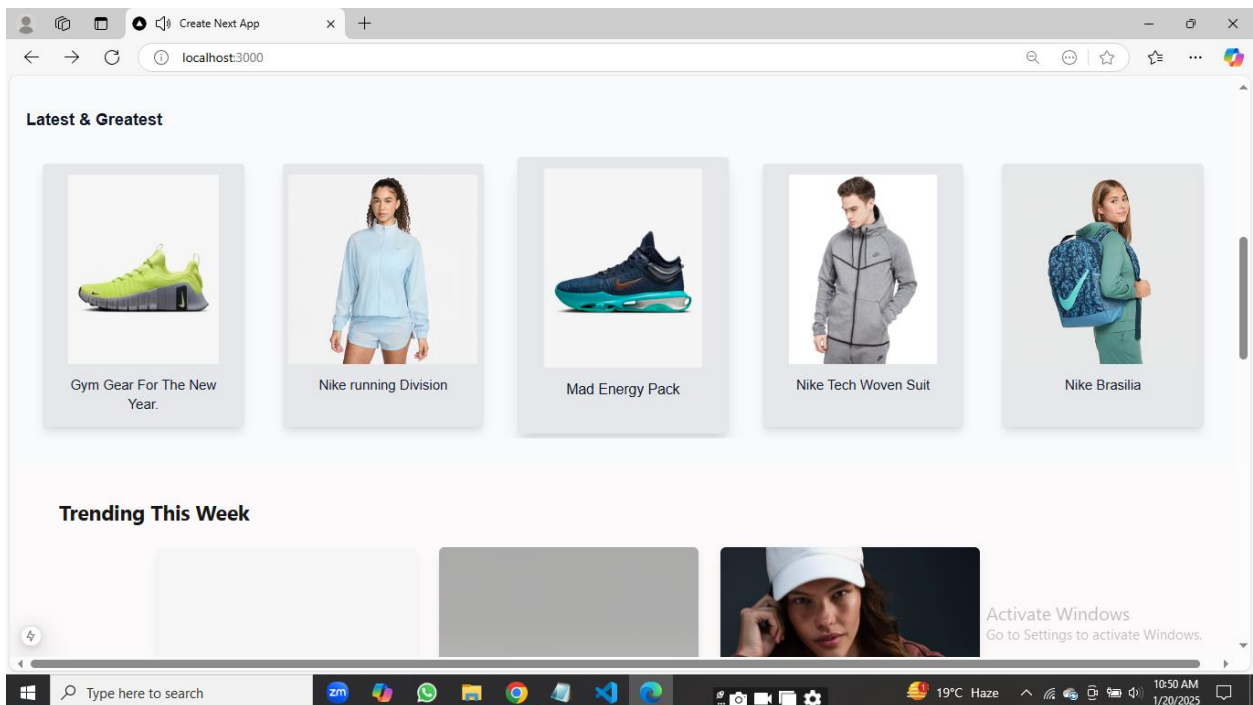 Create Next App
localhost:3000
Latest & Greatest
Gym Gear For The New
Year.
Nike running Division
Mad Energy Pack
Nike Tech Woven Suit
Nike Brasilia
Trending This Week
Activate Windows
Go to Settings to activate Windows.
Type here to search
zm
19°C Haze
10:50 AM
1/20/2025